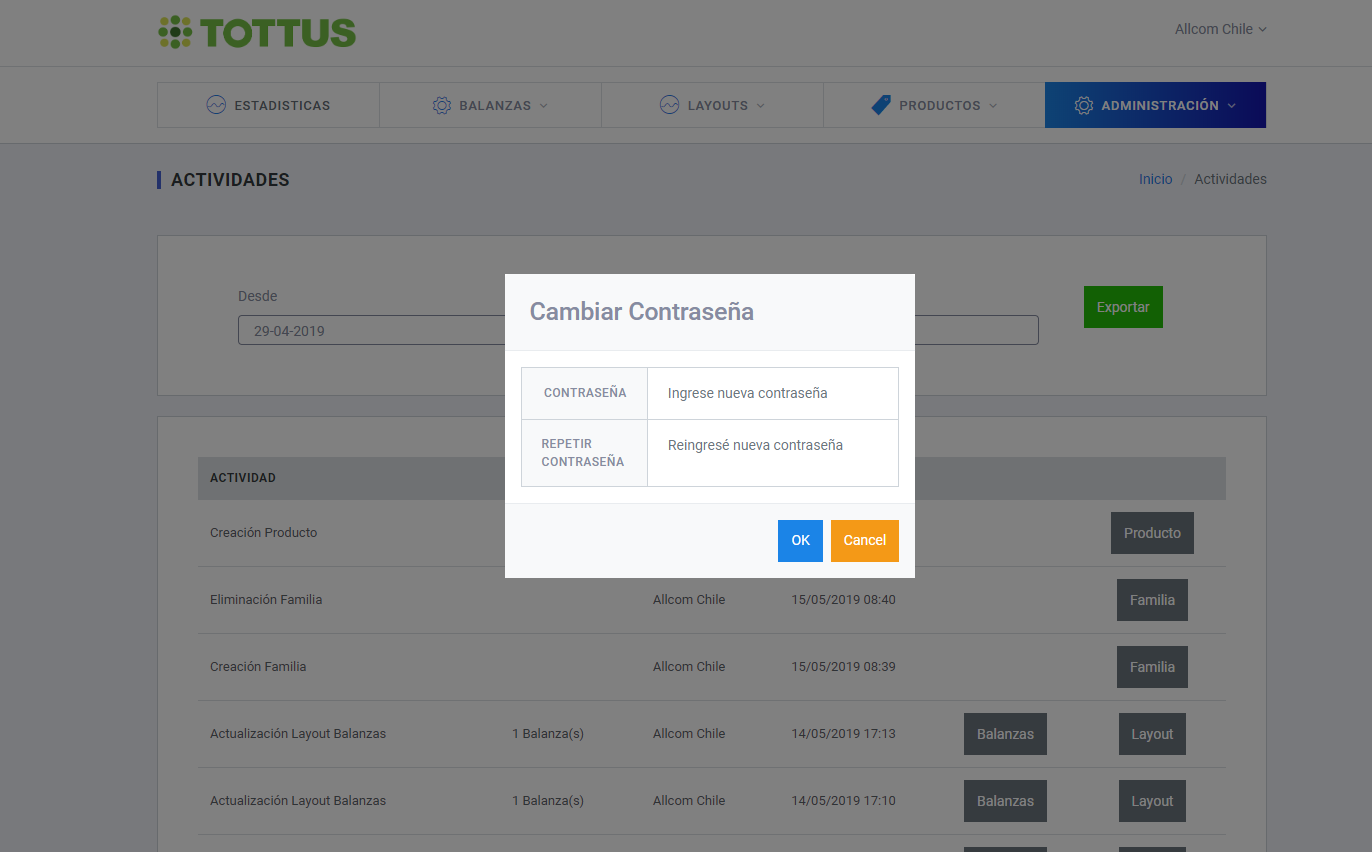 TOTTUS
Allcom Chile
ESTADISTICAS
BALANZAS
LAYOUTS
PRODUCTOS
ADMINISTRACIÓN
ACTIVIDADES
Inicio / Actividades
Desde
29-04-2019
Exportar
Cambiar Contraseña
CONTRASEÑA
Ingrese nueva contraseña
REPETIR
CONTRASEÑA
Reingresé nueva contraseña
OK
Cancel
ACTIVIDAD
Creación Producto
Producto
Eliminación Familia
Allcom Chile
15/05/2019 08:40
Familia
Creación Familia
Allcom Chile
15/05/2019 08:39
Familia
Actualización Layout Balanzas
1 Balanza(s)
Allcom Chile
14/05/2019 17:13
Balanzas
Layout
Actualización Layout Balanzas
1 Balanza(s)
Allcom Chile
14/05/2019 17:10
Balanzas
Layout